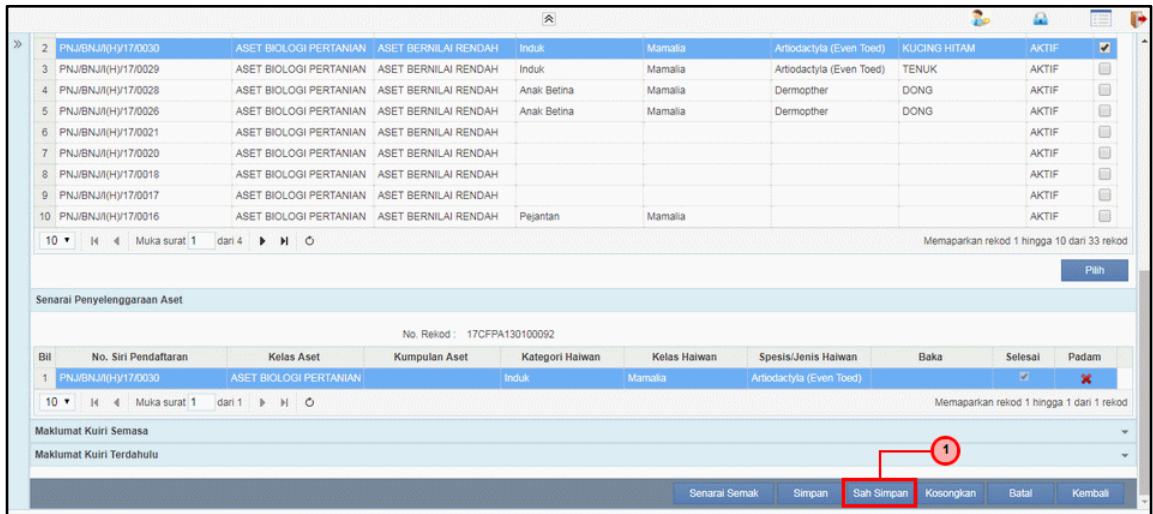 2 PNJ/BNJ/I(H)/17/0030 ASET BIOLOGI PERTANIAN ASET BERNILAI RENDAH Induk Mamalia Artiodactyla (Even Toed) KUCING HITAM AKTIF
3 PNJ/BNJ/I(H)/17/0029 ASET BIOLOGI PERTANIAN ASET BERNILAI RENDAH Induk Mamalia Artiodactyla (Even Toed) TENUK AKTIF
4 PNJ/BNJ/I(H)/17/0028 ASET BIOLOGI PERTANIAN ASET BERNILAI RENDAH Anak Betina Mamalia Dermopther DONG AKTIF
5 PNJ/BNJ/I(H)/17/0026 ASET BIOLOGI PERTANIAN ASET BERNILAI RENDAH Anak Betina Mamalia Dermopther DONG AKTIF
6 PNJ/BNJ/I(H)/17/0021 ASET BIOLOGI PERTANIAN ASET BERNILAI RENDAH AKTIF
7 PNJ/BNJ/I(H)/17/0020 ASET BIOLOGI PERTANIAN ASET BERNILAI RENDAH AKTIF
8 PNJ/BNJ/I(H)/17/0018 ASET BIOLOGI PERTANIAN ASET BERNILAI RENDAH AKTIF
9 PNJ/BNJ/I(H)/17/0017 ASET BIOLOGI PERTANIAN ASET BERNILAI RENDAH AKTIF
10 PNJ/BNJ/I(H)/17/0016 ASET BIOLOGI PERTANIAN ASET BERNILAI RENDAH Pejantan Mamalia AKTIF
10 Muka surat 1 dari 4 Memaparkan rekod 1 hingga 10 dari 33 rekod
Pilih
Senarai Penyelenggaraan Aset
No. Rekod : 17CFPA130100092
Bil No. Siri Pendaftaran Kelas Aset Kumpulan Aset Kategori Haiwan Kelas Haiwan Spesis/Jenis Haiwan Baka Selesai Padam
1 PNJ/BNJ/I(H)/17/0030 ASET BIOLOGI PERTANIAN Induk Mamalia Artiodactyla (Even Toed)
10 Muka surat 1 dari 1 Memaparkan rekod 1 hingga 1 dari 1 rekod
Maklumat Kuiri Semasa
Maklumat Kuiri Terdahulu
1
Senarai Semak Simpan Sah Simpan Kosongkan Batal Kembali